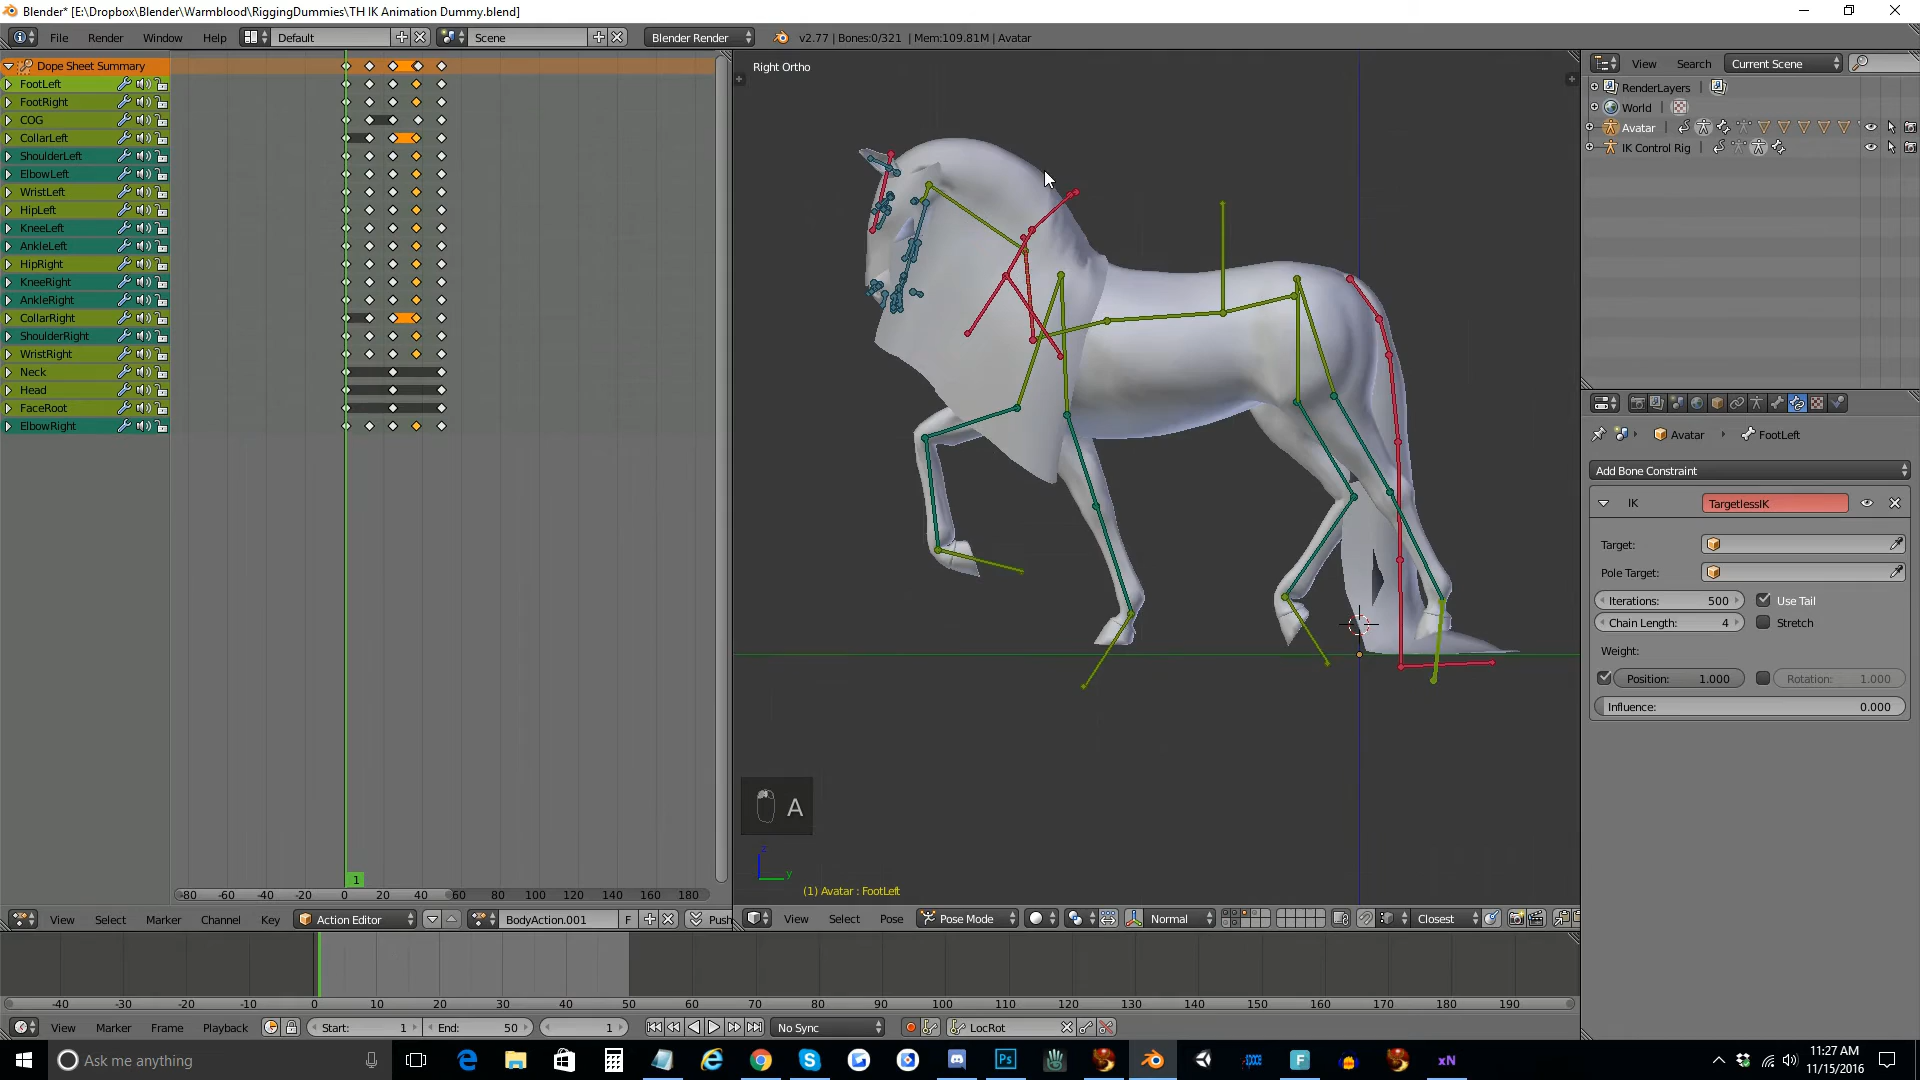 Blender* [E:\Dropbox\Blender\Warmblood\RiggingDummies\TH IK Animation Dummy.blend]
File Render Window Help Default Scene Blender Render v2.77 | Bones:0/321 | Mem:109.81M | Avatar
Dope Sheet Summary
FootLeft
FootRight
COG
CollarLeft
ShoulderLeft
ElbowLeft
WristLeft
HipLeft
KneeLeft
AnkleLeft
HipRight
KneeRight
AnkleRight
CollarRight
ShoulderRight
WristRight
Neck
Head
FaceRoot
ElbowRight
1
-80 -60 -40 -20 0 20 40 60 80 100 120 140 160 180
View Select Marker Channel Key Action Editor BodyAction.001 F Push
Right Ortho
A
z
y
(1) Avatar : FootLeft
View Select Pose Pose Mode Normal Closest
View Search Current Scene
RenderLayers
World
Avatar
IK Control Rig
Avatar FootLeft
Add Bone Constraint
IK TargetlessIK
Target:
Pole Target:
Iterations: 500 Use Tail
Chain Length: 4 Stretch
Weight:
Position: 1.000 Rotation: 1.000
Influence: 0.000
-40 -30 -20 -10 0 10 20 30 40 50 60 70 80 90 100 110 120 130 140 150 160 170 180 190
View Marker Frame Playback Start: 1 End: 50 1 No Sync LocRot
Ask me anything
Ps
F
xN
11:27 AM
11/15/2016